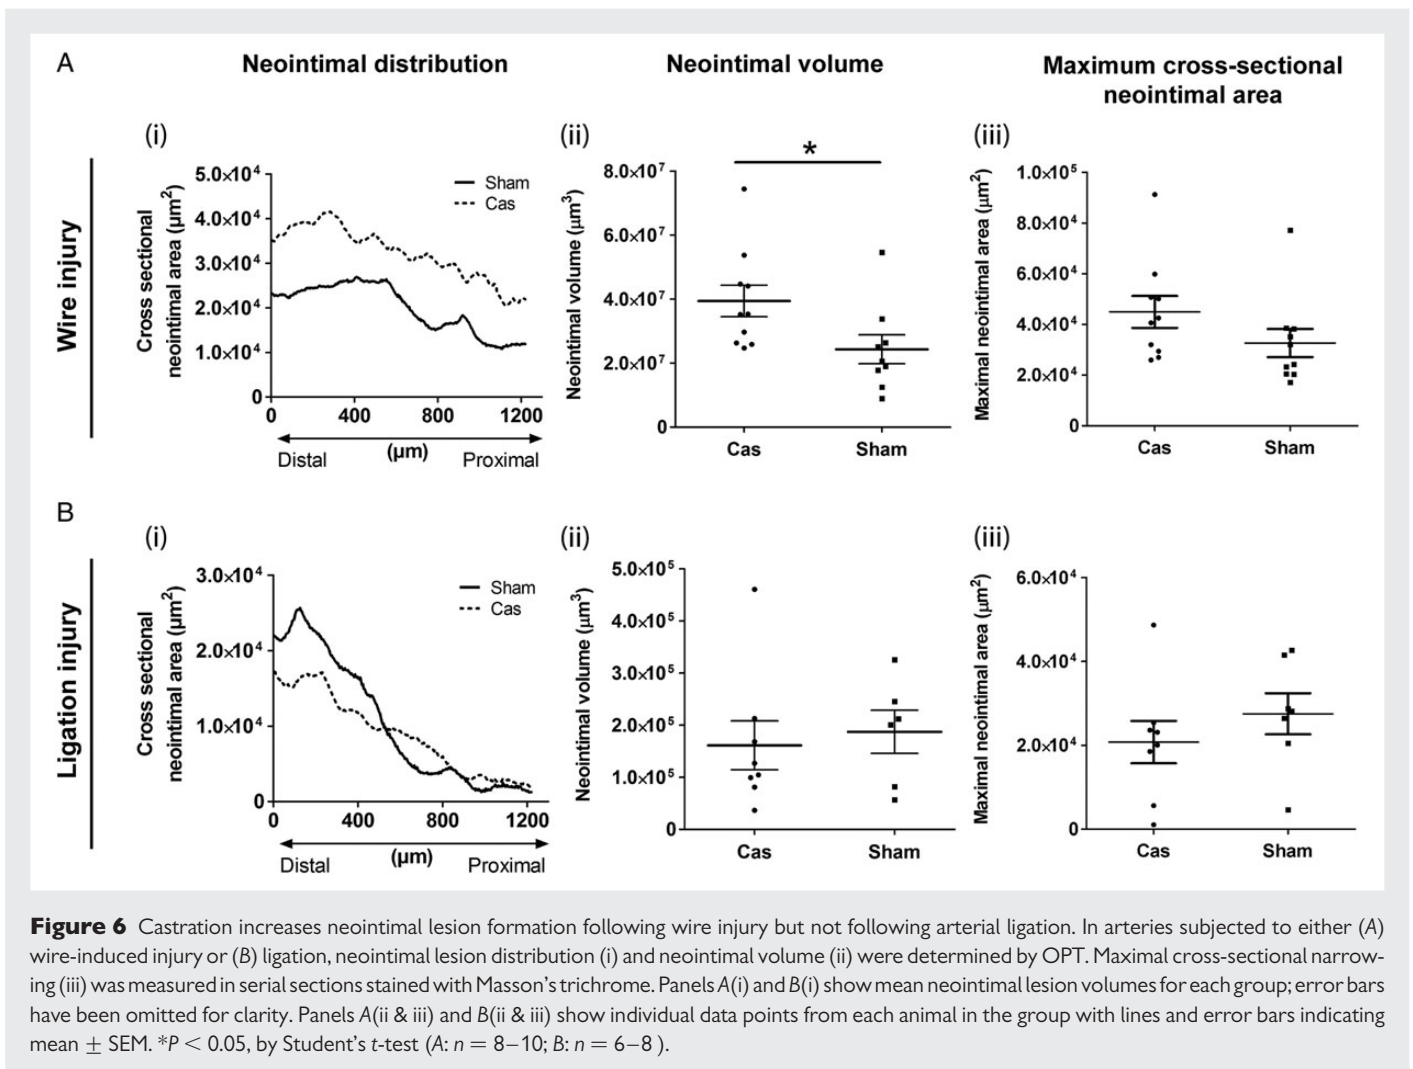 A
Neointimal distribution
Neointimal volume
Maximum cross-sectional
neointimal area
Wire injury
(i)
Cross sectional
neointimal area (µm²)
5.0×10⁴
4.0×10⁴
3.0×10⁴
2.0×10⁴
1.0×10⁴
0
Sham
Cas
0 400 800 1200
(µm)
Distal Proximal
(ii)
*
Neointimal volume (µm³)
8.0×10⁷
6.0×10⁷
4.0×10⁷
2.0×10⁷
0
Cas Sham
(iii)
Maximal neointimal area (µm²)
1.0×10⁵
8.0×10⁴
6.0×10⁴
4.0×10⁴
2.0×10⁴
0
Cas Sham
B
Ligation injury
(i)
Cross sectional
neointimal area (µm²)
3.0×10⁴
2.0×10⁴
1.0×10⁴
0
Sham
Cas
0 400 800 1200
(µm)
Distal Proximal
(ii)
Neointimal volume (µm³)
5.0×10⁵
4.0×10⁵
3.0×10⁵
2.0×10⁵
1.0×10⁵
0
Cas Sham
(iii)
Maximal neointimal area (µm²)
6.0×10⁴
4.0×10⁴
2.0×10⁴
0
Cas Sham
Figure 6 Castration increases neointimal lesion formation following wire injury but not following arterial ligation. In arteries subjected to either (A)
wire-induced injury or (B) ligation, neointimal lesion distribution (i) and neointimal volume (ii) were determined by OPT. Maximal cross-sectional narrow-
ing (iii) was measured in serial sections stained with Masson's trichrome. Panels A(i) and B(i) show mean neointimal lesion volumes for each group; error bars
have been omitted for clarity. Panels A(ii & iii) and B(ii & iii) show individual data points from each animal in the group with lines and error bars indicating
mean ± SEM. *P < 0.05, by Student's t-test (A: n = 8–10; B: n = 6–8 ).